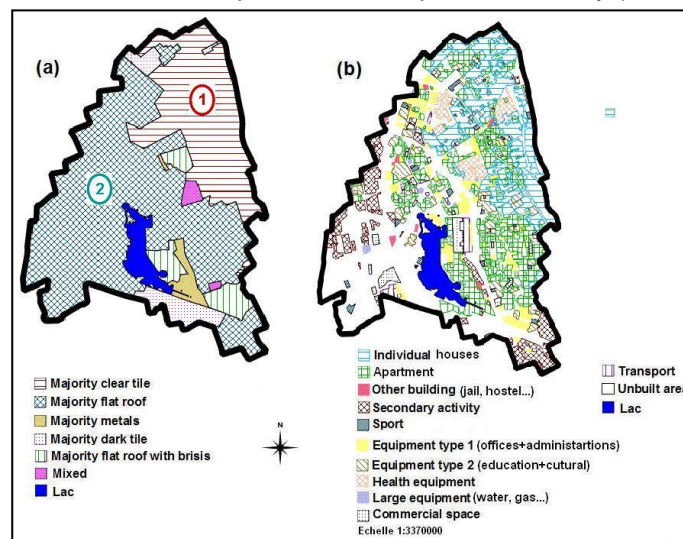 (a)
1
2
Majority clear tile
Majority flat roof
Majority metals
Majority dark tile
Majority flat roof with brisis
Mixed
Lac
N
(b)
Individual houses
Apartment
Other building (jail, hostel...)
Secondary activity
Sport
Equipment type 1 (offices+administartions)
Equipment type 2 (education+cutural)
Health equipment
Large equipment (water, gas...)
Commercial space
Echelle 1:3370000
Transport
Unbuilt area
Lac